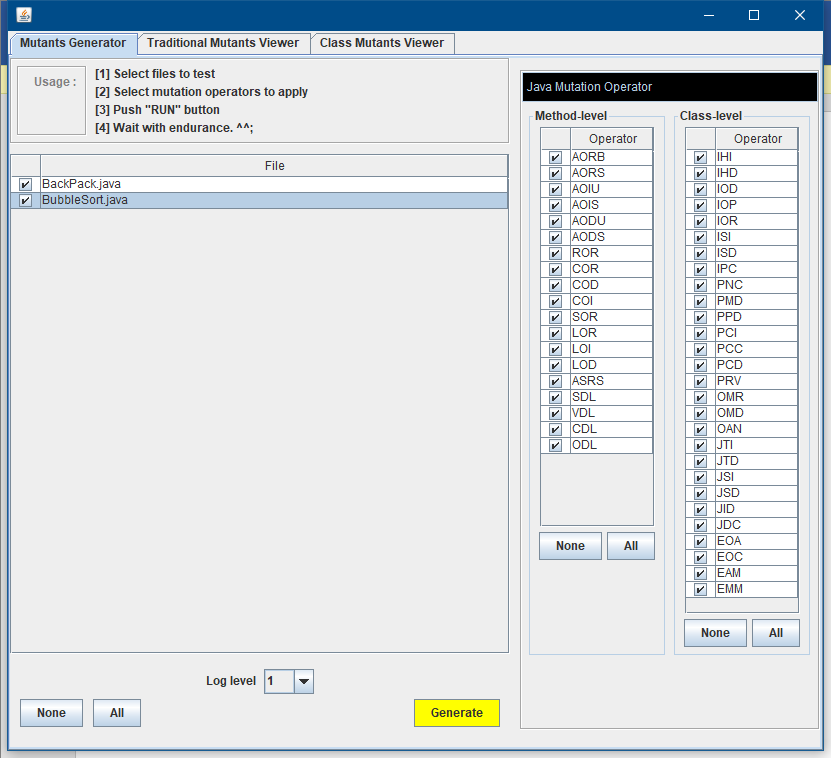 Mutants Generator
Traditional Mutants Viewer
Class Mutants Viewer
Usage :
[1] Select files to test
[2] Select mutation operators to apply
[3] Push "RUN" button
[4] Wait with endurance. ^^;
File
BackPack.java
BubbleSort.java
Log level
1
None
All
Generate
Java Mutation Operator
Method-level
Operator
AORB
AORS
AOIU
AOIS
AODU
AODS
ROR
COR
COD
COI
SOR
LOR
LOI
LOD
ASRS
SDL
VDL
CDL
ODL
None
All
Class-level
Operator
IHI
IHD
IOD
IOP
IOR
ISI
ISD
IPC
PNC
PMD
PPD
PCI
PCC
PCD
PRV
OMR
OMD
OAN
JTI
JTD
JSI
JSD
JID
JDC
EOA
EOC
EAM
EMM
None
All